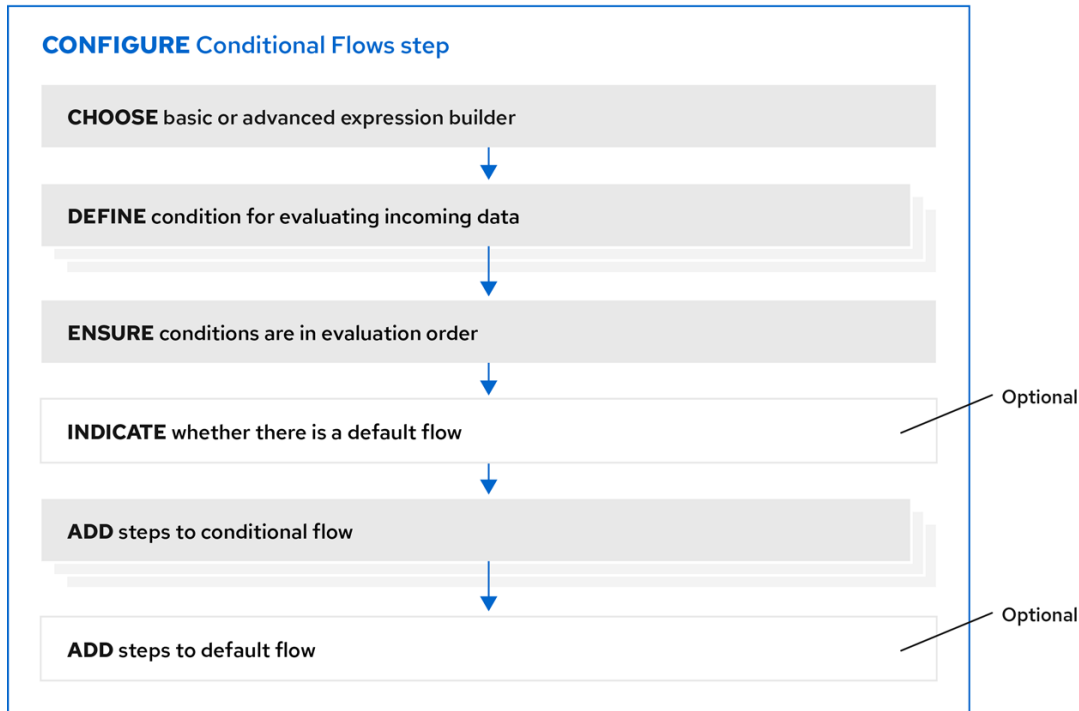 CONFIGURE Conditional Flows step
CHOOSE basic or advanced expression builder
DEFINE condition for evaluating incoming data
ENSURE conditions are in evaluation order
Optional
INDICATE whether there is a default flow
ADD steps to conditional flow
Optional
ADD steps to default flow